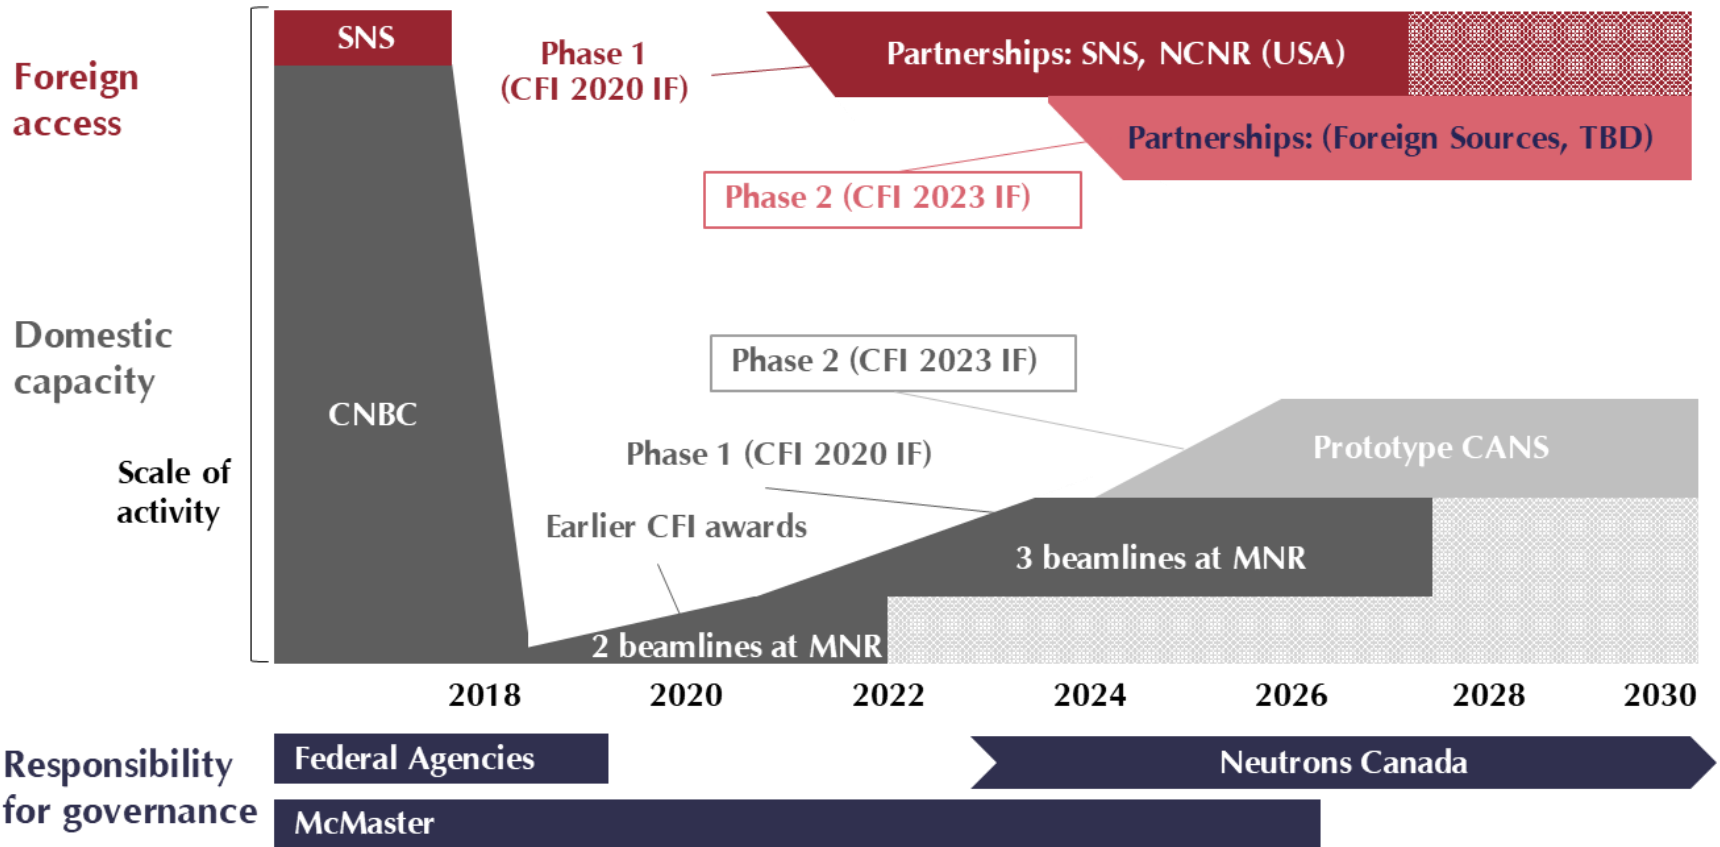 Foreign
access
SNS
Phase 1
(CFI 2020 IF)
Partnerships: SNS, NCNR (USA)
Partnerships: (Foreign Sources, TBD)
Phase 2 (CFI 2023 IF)
Domestic
capacity
CNBC
Phase 2 (CFI 2023 IF)
Prototype CANS
Scale of
activity
Phase 1 (CFI 2020 IF)
Earlier CFI awards
3 beamlines at MNR
2 beamlines at MNR
2018 2020 2022 2024 2026 2028 2030
Responsibility
for governance
Federal Agencies
Neutrons Canada
McMaster